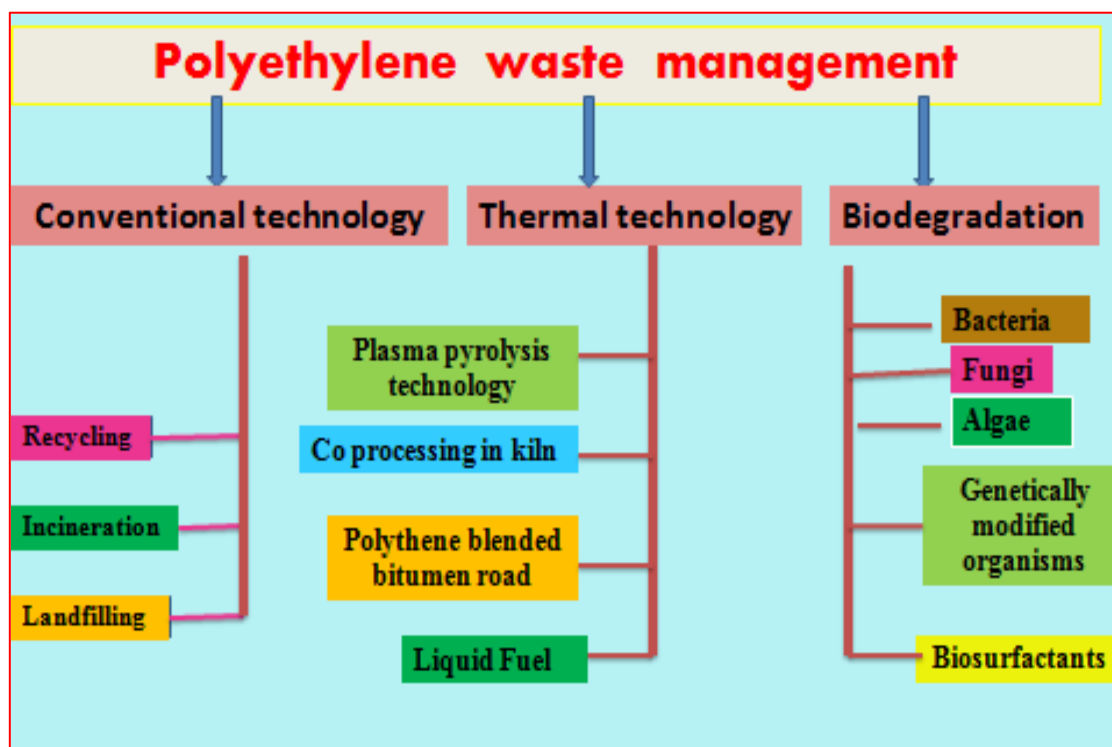 Polyethylene waste management
Conventional technology
Thermal technology
Biodegradation
Recycling
Incineration
Landfilling
Plasma pyrolysis
technology
Co processing in kiln
Polythene blended
bitumen road
Liquid Fuel
Bacteria
Fungi
Algae
Genetically
modified
organisms
Biosurfactants